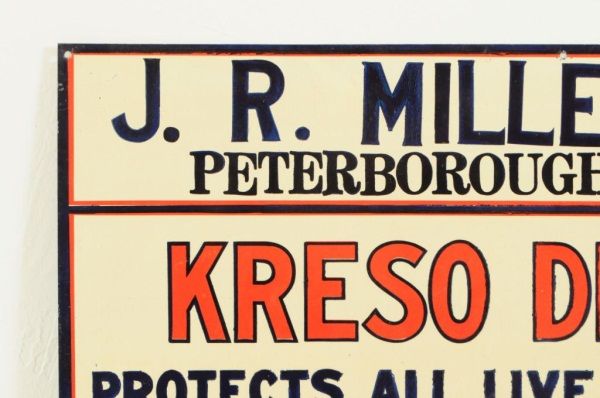 J. R. MILLE
PETERBOROUGH
KRESO D
PROTECTS ALL LIVE